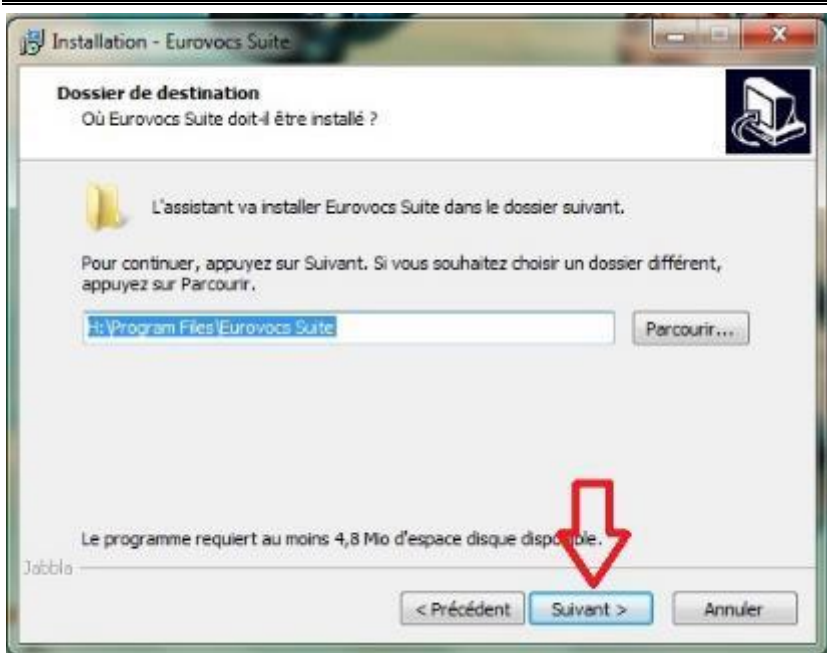 Installation - Eurovocs Suite
Dossier de destination
Où Eurovocs Suite doit-il être installé ?
L'assistant va installer Eurovocs Suite dans le dossier suivant.
Pour continuer, appuyez sur Suivant. Si vous souhaitez choisir un dossier différent,
appuyez sur Parcourir.
H:\Program Files\Eurovocs Suite
Parcourir...
Le programme requiert au moins 4,8 Mio d'espace disque disponible.
Jabbla
< Précédent
Suivant >
Annuler